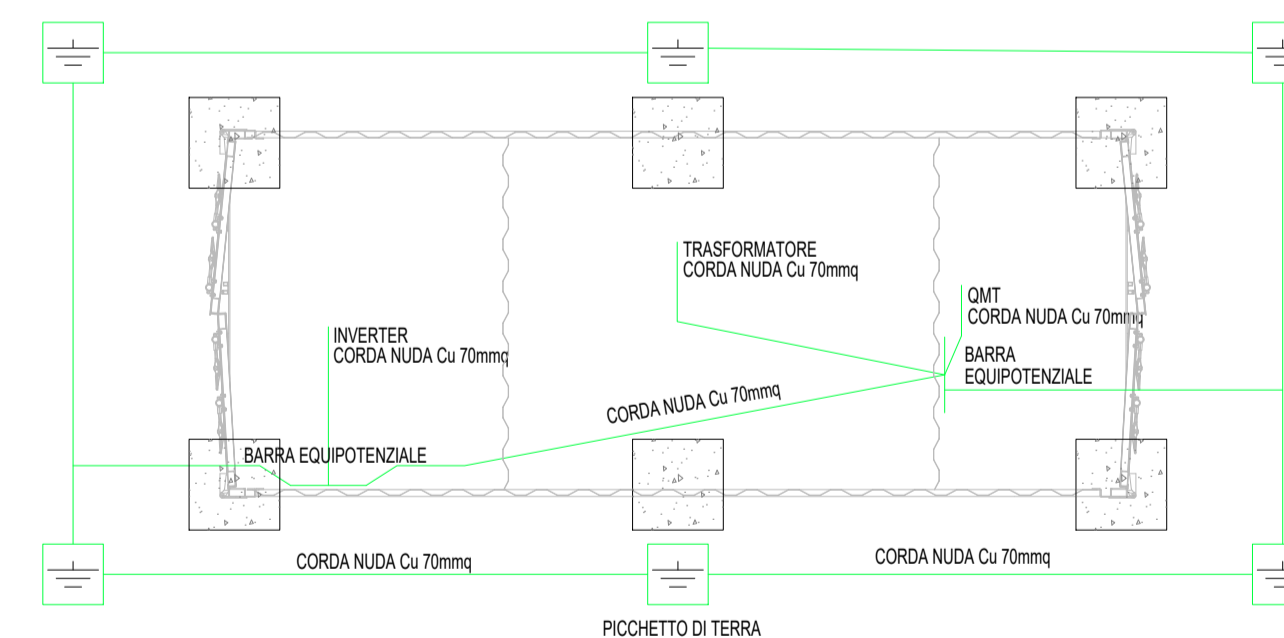 TRASFORMATORE
CORDA NUDA Cu 70mmq
QMT
CORDA NUDA Cu 70mmq
INVERTER
CORDA NUDA Cu 70mmq
BARRA
EQUIPOTENZIALE
CORDA NUDA Cu 70mmq
BARRA EQUIPOTENZIALE
CORDA NUDA Cu 70mmq
CORDA NUDA Cu 70mmq
PICCHETTO DI TERRA